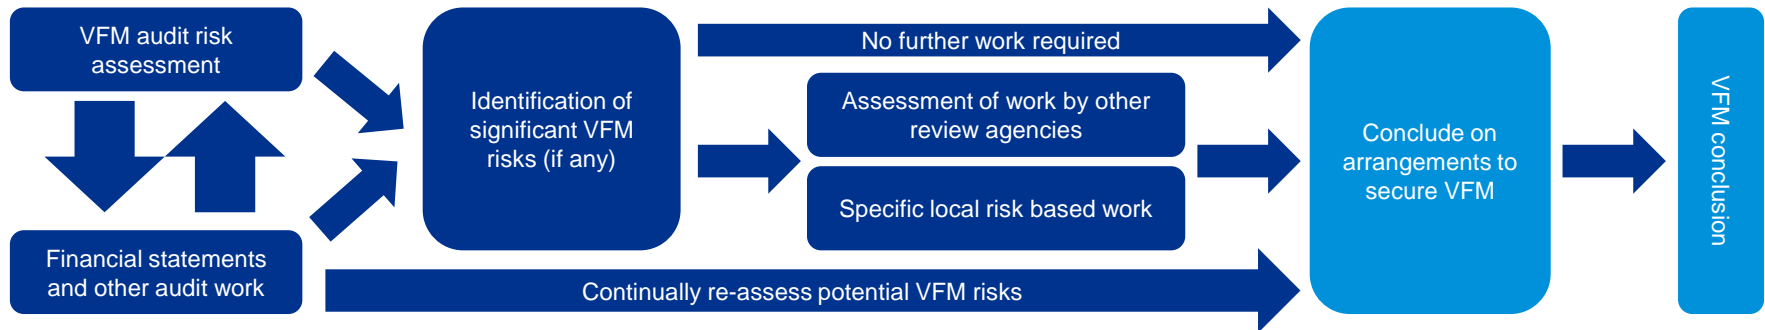 VFM audit risk
assessment
Financial statements
and other audit work
Identification of
significant VFM
risks (if any)
No further work required
Assessment of work by other
review agencies
Specific local risk based work
Continually re-assess potential VFM risks
Conclude on
arrangements to
secure VFM
VFM conclusion